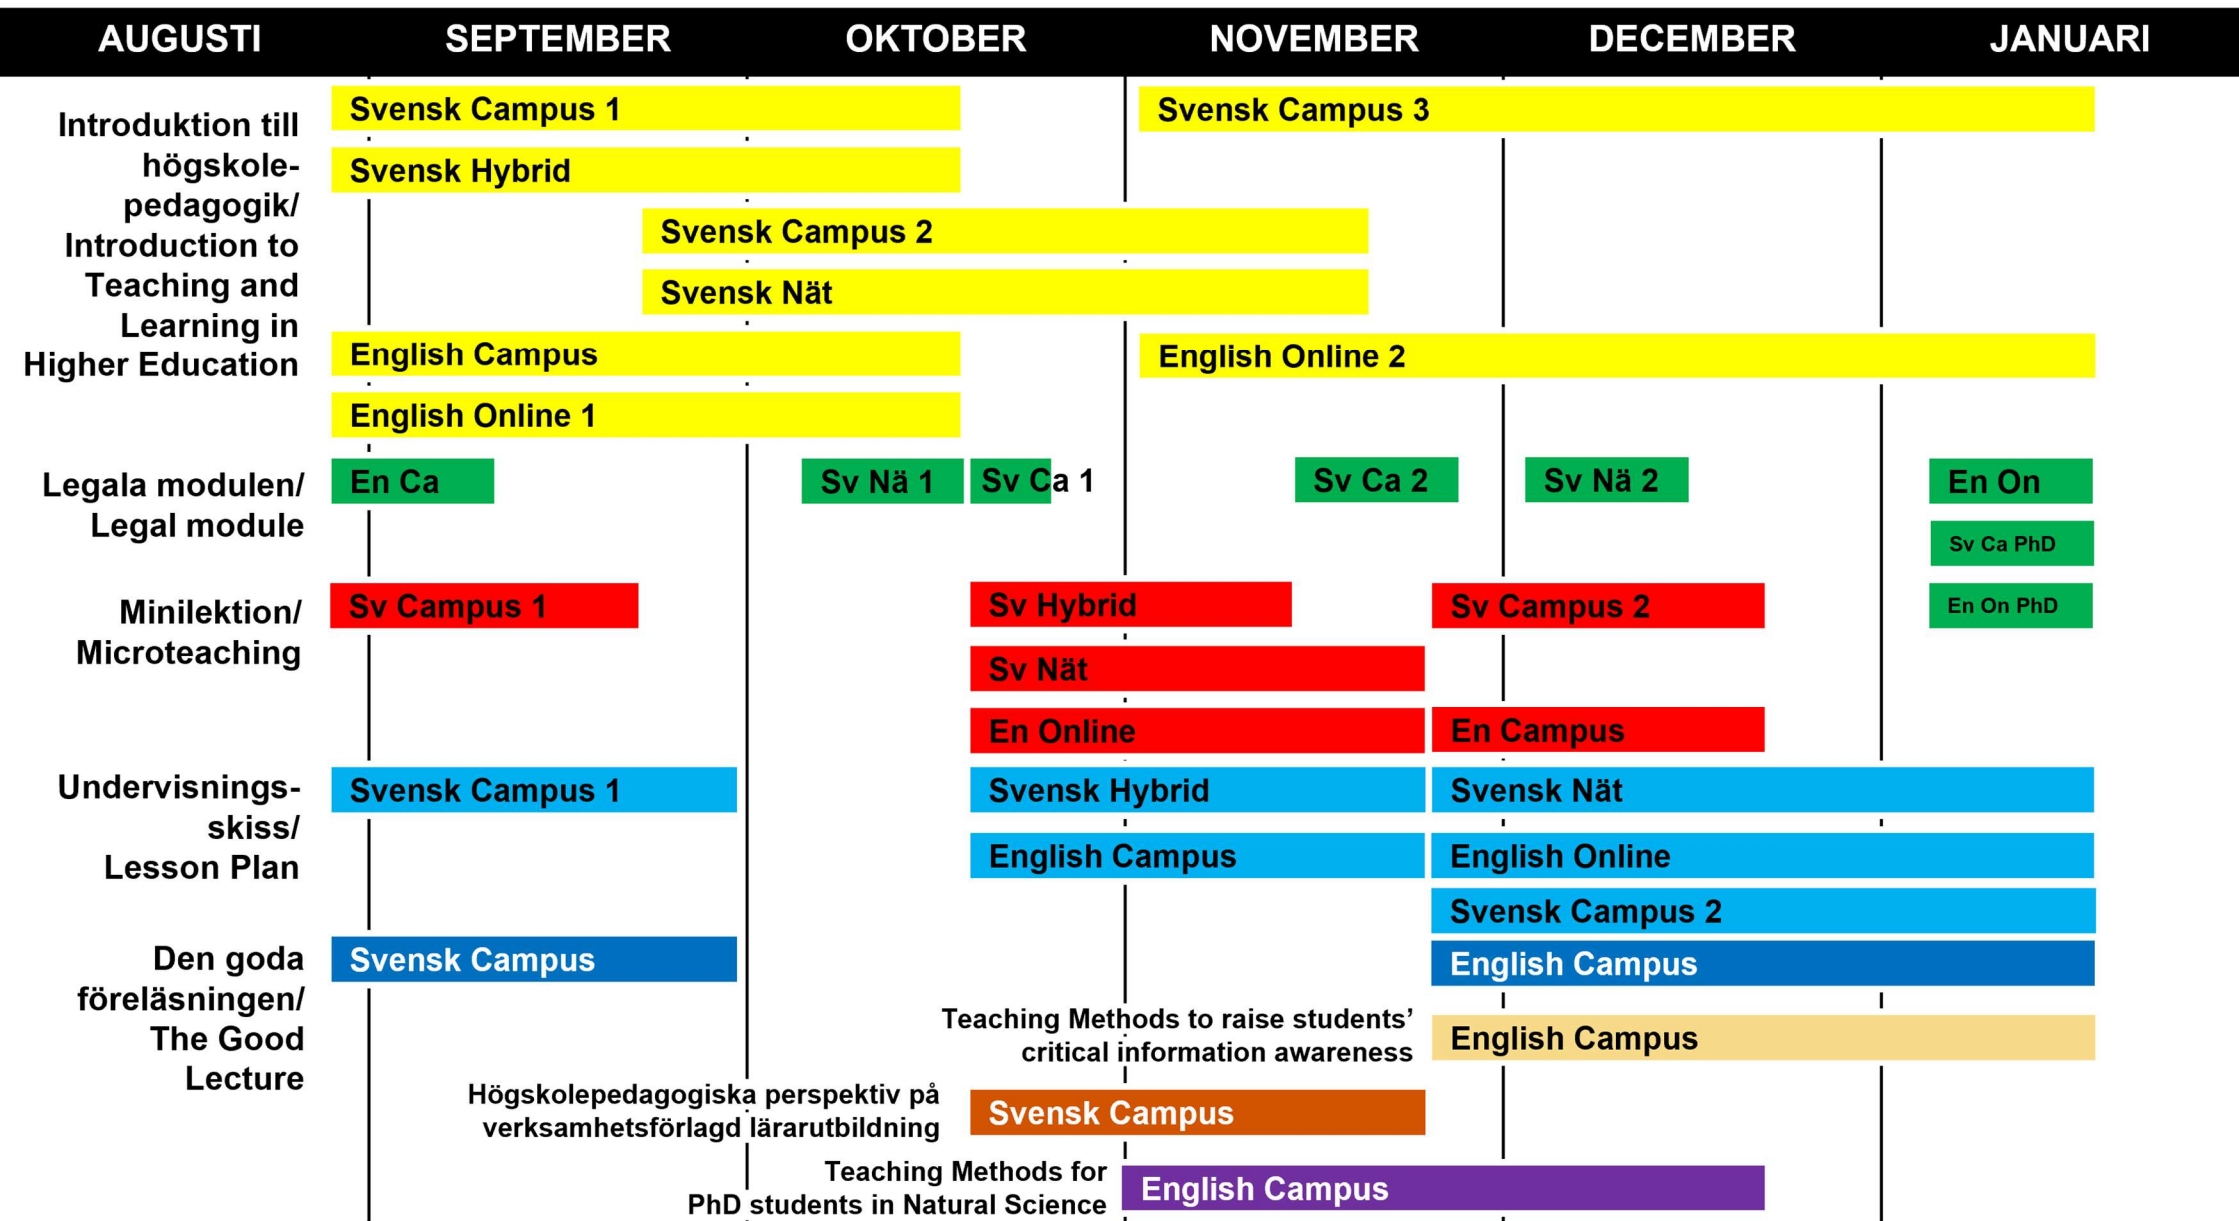 AUGUSTI SEPTEMBER OKTOBER NOVEMBER DECEMBER JANUARI
Introduktion till
högskole-
pedagogik/
Introduction to
Teaching and
Learning in
Higher Education
Svensk Campus 1
Svensk Campus 3
Svensk Hybrid
Svensk Campus 2
Svensk Nät
English Campus
English Online 2
English Online 1
Legala modulen/
Legal module
En Ca
Sv Nä 1
Sv Ca 1
Sv Ca 2
Sv Nä 2
En On
Sv Ca PhD
En On PhD
Minilektion/
Microteaching
Sv Campus 1
Sv Hybrid
Sv Campus 2
Sv Nät
En Online
En Campus
Undervisnings-
skiss/
Lesson Plan
Svensk Campus 1
Svensk Hybrid
Svensk Nät
English Campus
English Online
Svensk Campus 2
Den goda
föreläsningen/
The Good
Lecture
Svensk Campus
English Campus
Teaching Methods to raise students’
critical information awareness
English Campus
Högskolepedagogiska perspektiv på
verksamhetsförlagd lärarutbildning
Svensk Campus
Teaching Methods for
PhD students in Natural Science
English Campus